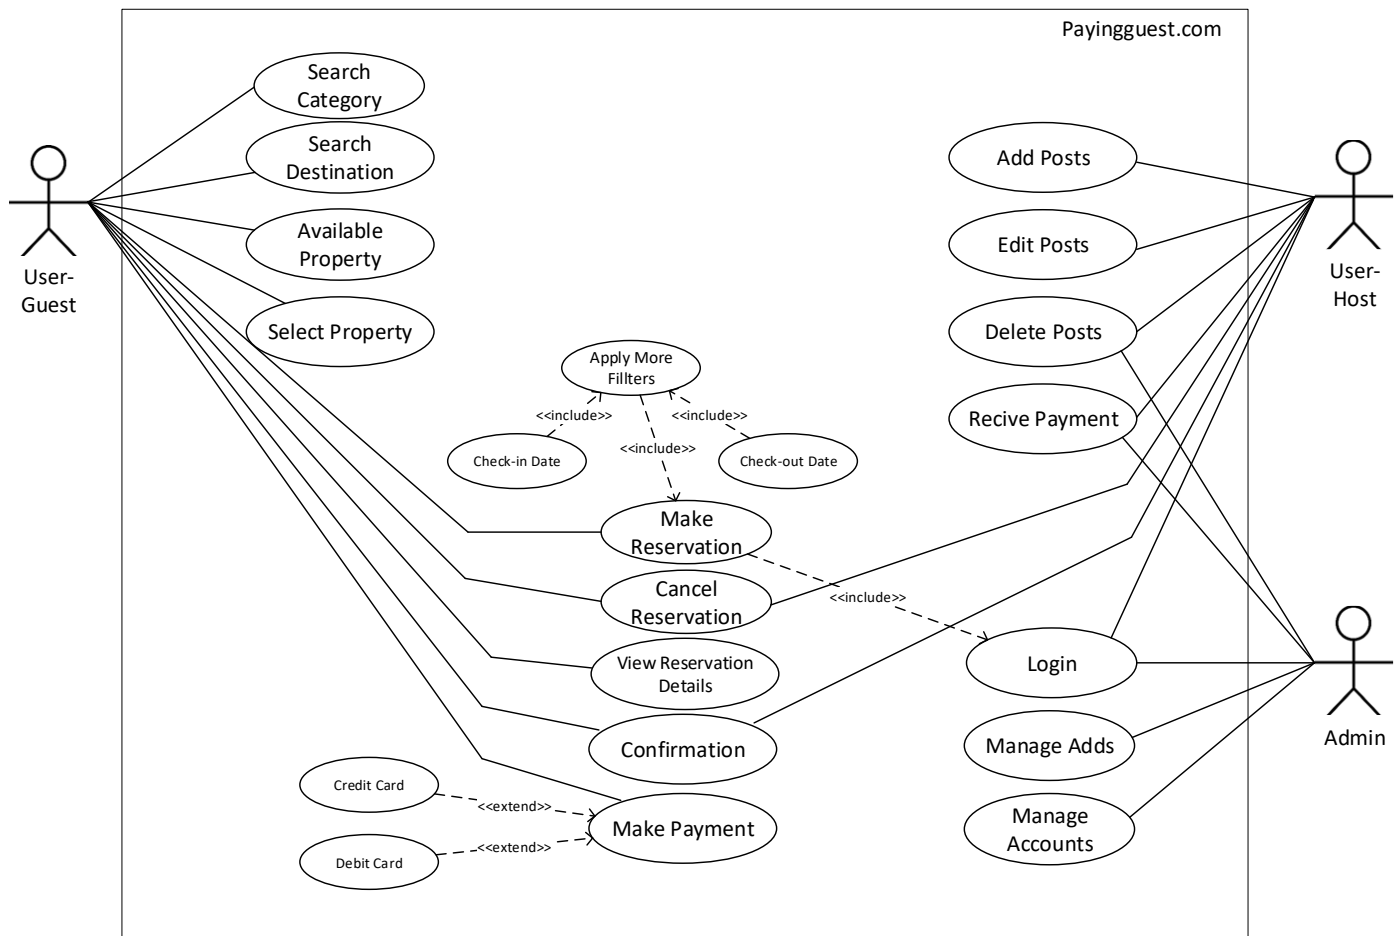 Payingguest.com
Search
Category
Search
Destination
Available
Property
Select Property
User-
Guest
Add Posts
Edit Posts
Delete Posts
Recive Payment
User-
Host
Apply More
Fillters
<<include>>
<<include>>
<<include>>
Check-in Date
Check-out Date
Make
Reservation
Cancel
Reservation
<<include>>
View Reservation
Details
Confirmation
Login
Manage Adds
Manage
Accounts
Admin
Credit Card
<<extend>>
Make Payment
<<extend>>
Debit Card